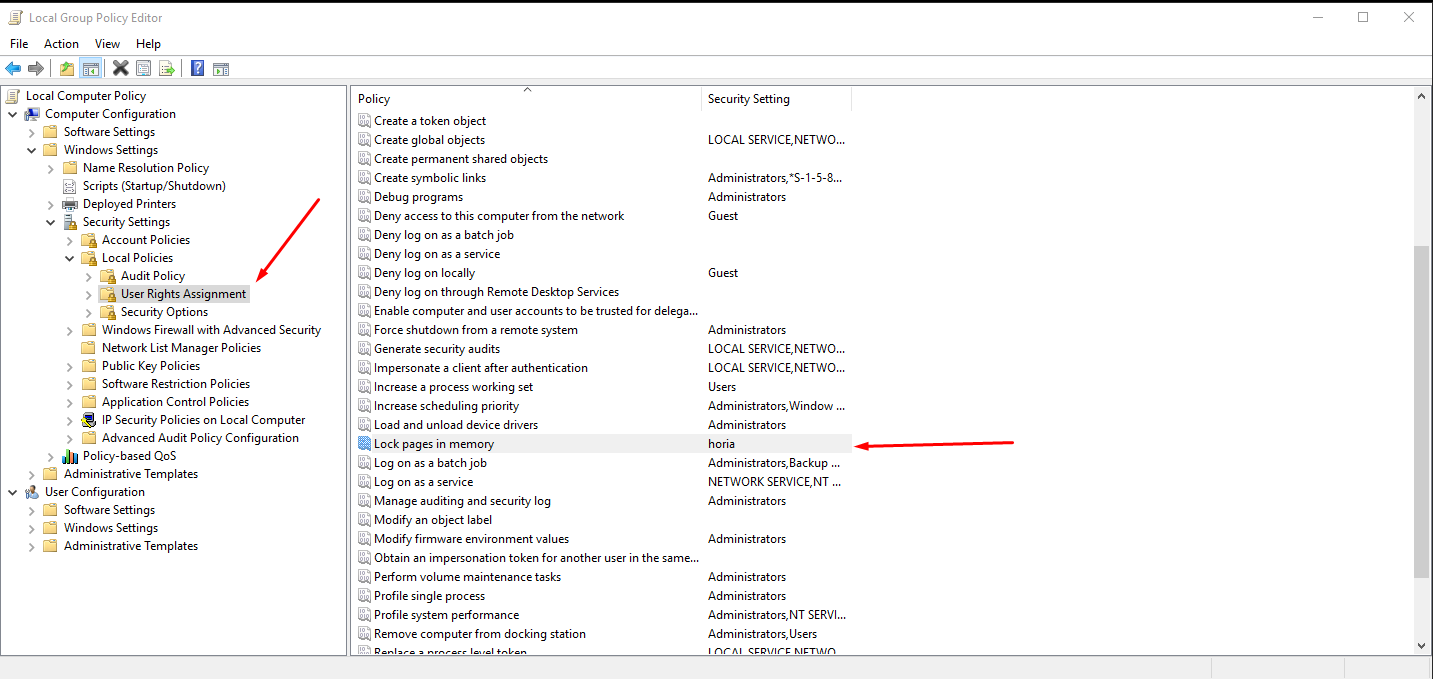 Local Group Policy Editor
File Action View Help
Local Computer Policy
Computer Configuration
Software Settings
Windows Settings
Name Resolution Policy
Scripts (Startup/Shutdown)
Deployed Printers
Security Settings
Account Policies
Local Policies
Audit Policy
User Rights Assignment
Security Options
Windows Firewall with Advanced Security
Network List Manager Policies
Public Key Policies
Software Restriction Policies
Application Control Policies
IP Security Policies on Local Computer
Advanced Audit Policy Configuration
Policy-based QoS
Administrative Templates
User Configuration
Software Settings
Windows Settings
Administrative Templates
Policy Security Setting
Create a token object
Create global objects LOCAL SERVICE,NETWO...
Create permanent shared objects
Create symbolic links Administrators,*S-1-5-8...
Debug programs Administrators
Deny access to this computer from the network Guest
Deny log on as a batch job
Deny log on as a service
Deny log on locally Guest
Deny log on through Remote Desktop Services
Enable computer and user accounts to be trusted for delega...
Force shutdown from a remote system Administrators
Generate security audits LOCAL SERVICE,NETWO...
Impersonate a client after authentication LOCAL SERVICE,NETWO...
Increase a process working set Users
Increase scheduling priority Administrators,Window ...
Load and unload device drivers Administrators
Lock pages in memory horia
Log on as a batch job Administrators,Backup ...
Log on as a service NETWORK SERVICE,NT ...
Manage auditing and security log Administrators
Modify an object label
Modify firmware environment values Administrators
Obtain an impersonation token for another user in the same...
Perform volume maintenance tasks Administrators
Profile single process Administrators
Profile system performance Administrators,NT SERVI...
Remove computer from docking station Administrators,Users
Replace a process level token LOCAL SERVICE,NETWO